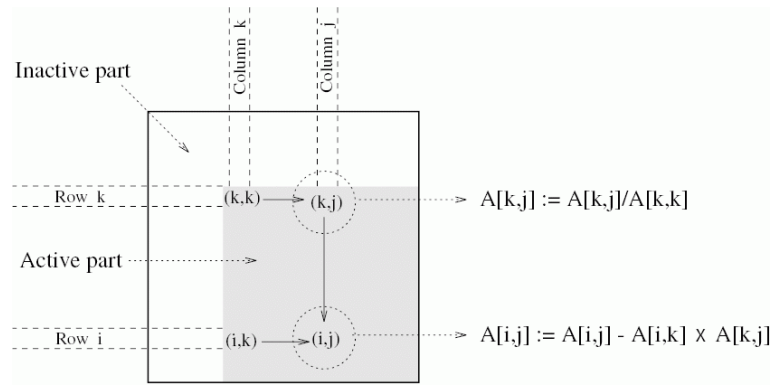 Column k
Column j
Inactive part
Row k
(k,k)
(k,j)
A[k,j] := A[k,j]/A[k,k]
Active part
Row i
(i,k)
(i,j)
A[i,j] := A[i,j] - A[i,k] x A[k,j]